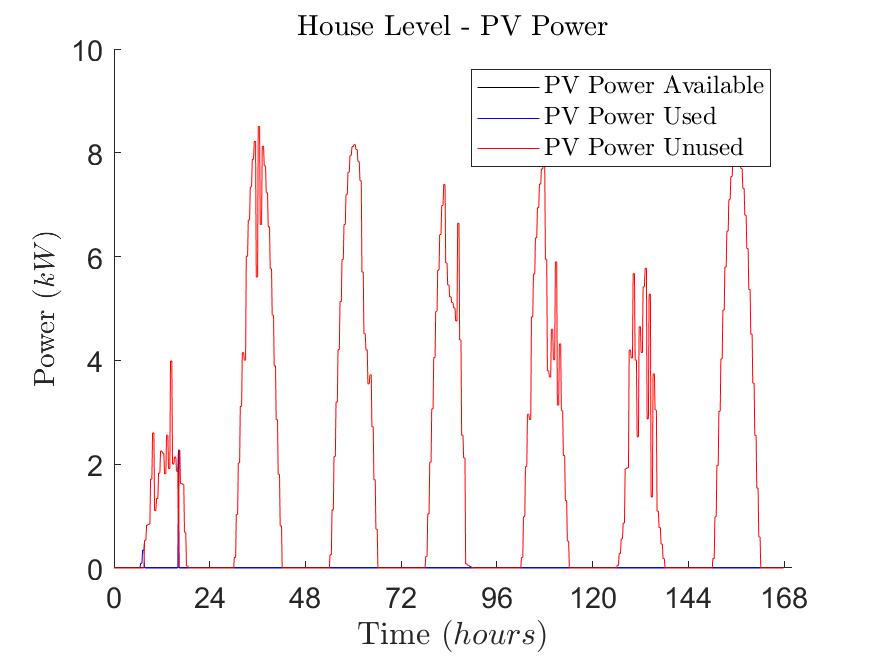 House Level - PV Power
10
PV Power Available
PV Power Used
PV Power Unused
8
6
Power (kW)
4
2
0
0 24 48 72 96 120 144 168
Time (hours)